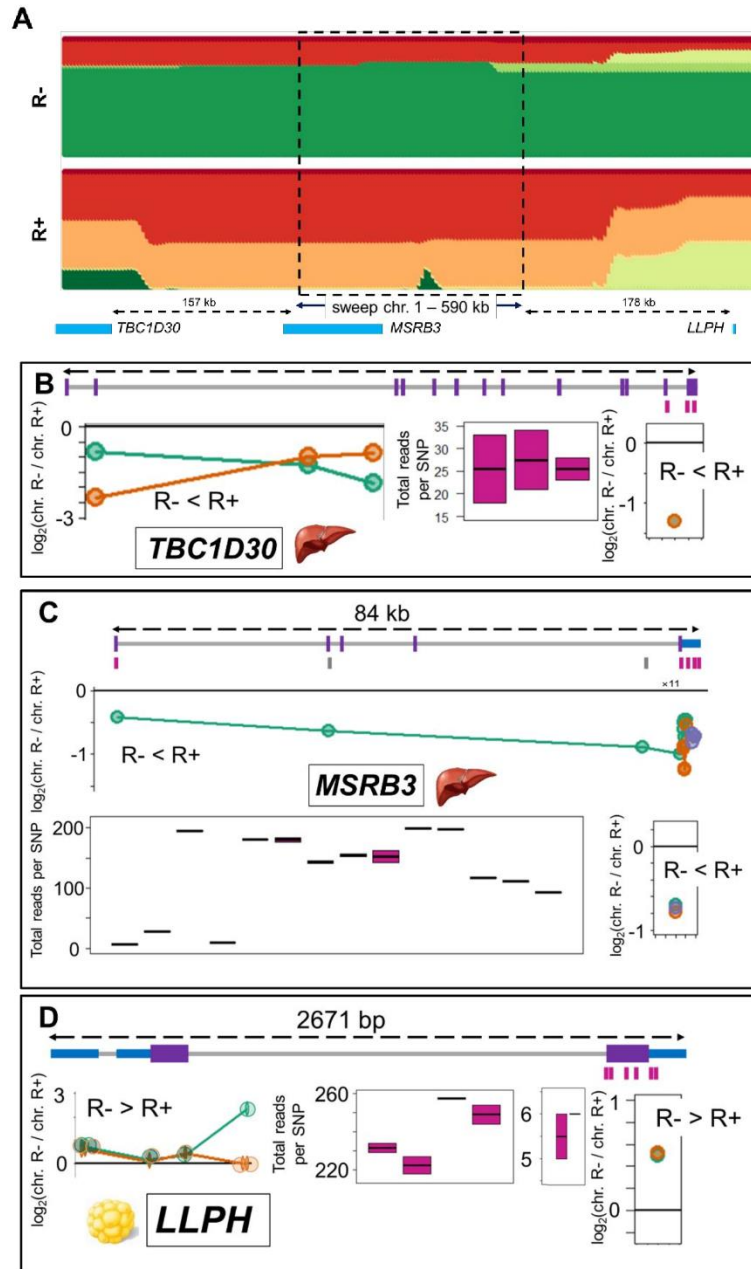 A
R-
R+
157 kb
sweep chr. 1 – 590 kb
178 kb
TBC1D30
MSRB3
LLPH
B
log2(chr. R- / chr. R+)
0
-3
R- < R+
TBC1D30
Total reads
per SNP
35
30
25
20
15
log2(chr. R- / chr. R+)
0
-1
R- < R+
C
84 kb
×11
log2(chr. R- / chr. R+)
0
-1
R- < R+
MSRB3
Total reads per SNP
200
100
0
log2(chr. R- / chr. R+)
0
-1
R- < R+
D
2671 bp
log2(chr. R- / chr. R+)
3
0
R- > R+
LLPH
Total reads
per SNP
260
220
6
5
log2(chr. R- / chr. R+)
1
0
R- > R+